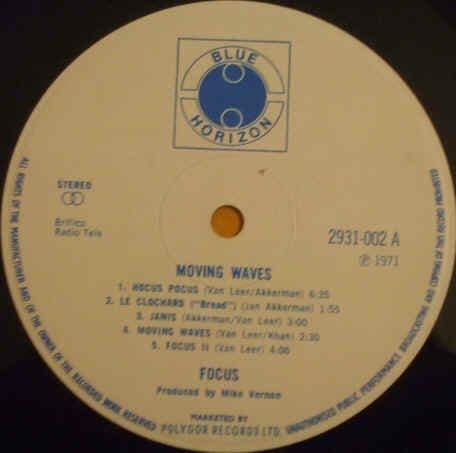 BLUE
HORIZON
STEREO
Britico
Radio Tele
2931-002 A
℗ 1971
MOVING WAVES
1. HOCUS POCUS (Van Leer/Akkerman) 6:35
2. LE CLOCHARD ("Bread") (Jan Akkerman) 1:55
3. JANIS (Akkerman/Van Leer) 3:00
4. MOVING WAVES (Van Leer/Khan) 2:30
5. FOCUS II (Van Leer) 4:00
FOCUS
Produced by Mike Vernon
MARKETED BY
POLYDOR RECORDS LTD.
ALL RIGHTS OF THE MANUFACTURER AND OF THE OWNER OF THE RECORDED WORK RESERVED
UNAUTHORISED PUBLIC PERFORMANCE, BROADCASTING AND COPYING OF THIS RECORD PROHIBITED